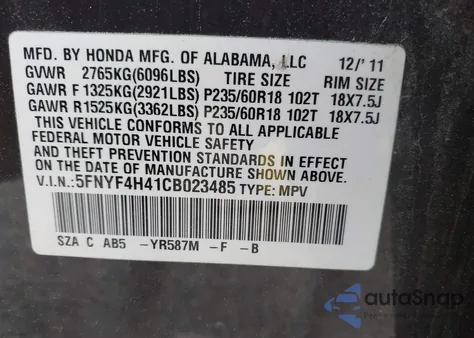 MFD. BY HONDA MFG. OF ALABAMA, LLC 12/'11
GVWR 2765KG(6096LBS) TIRE SIZE RIM SIZE
GAWR F 1325KG(2921LBS) P235/60R18 102T 18X7.5J
GAWR R1525KG(3362LBS) P235/60R18 102T 18X7.5J
THIS VEHICLE CONFORMS TO ALL APPLICABLE
FEDERAL MOTOR VEHICLE SAFETY
AND THEFT PREVENTION STANDARDS IN EFFECT
ON THE DATE OF MANUFACTURE SHOWN ABOVE.
V.I.N.:5FNYF4H41CB023485 TYPE: MPV
SZA C AB5 -YR587M -F -B
autoSnap